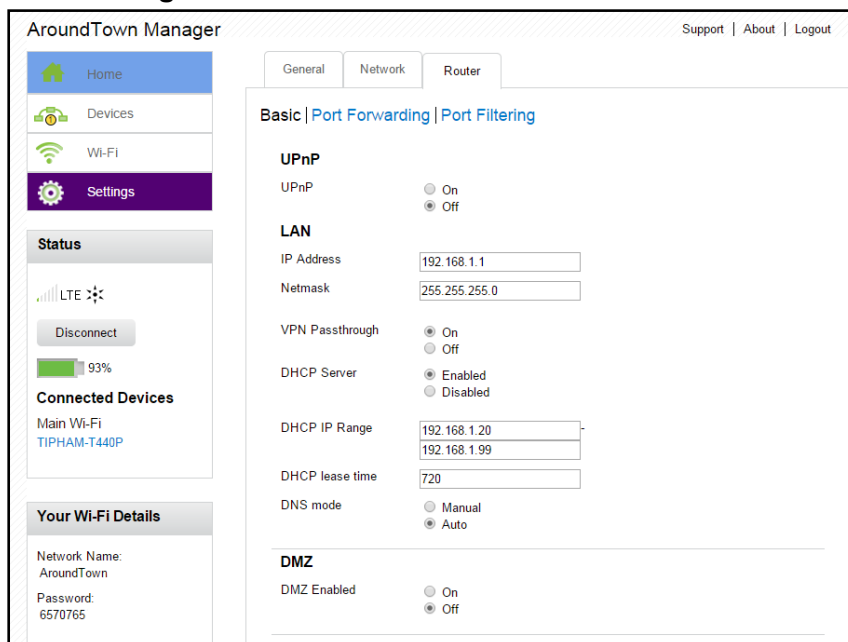 AroundTown Manager
Support | About | Logout
Home
Devices
Wi-Fi
Settings
Status
LTE
Disconnect
93%
Connected Devices
Main Wi-Fi
TIPHAM-T440P
Your Wi-Fi Details
Network Name:
AroundTown
Password:
6570765
General Network Router
Basic | Port Forwarding | Port Filtering
UPnP
UPnP On
Off
LAN
IP Address 192.168.1.1
Netmask 255.255.255.0
VPN Passthrough On
Off
DHCP Server Enabled
Disabled
DHCP IP Range 192.168.1.20 -
192.168.1.99
DHCP lease time 720
DNS mode Manual
Auto
DMZ
DMZ Enabled On
Off